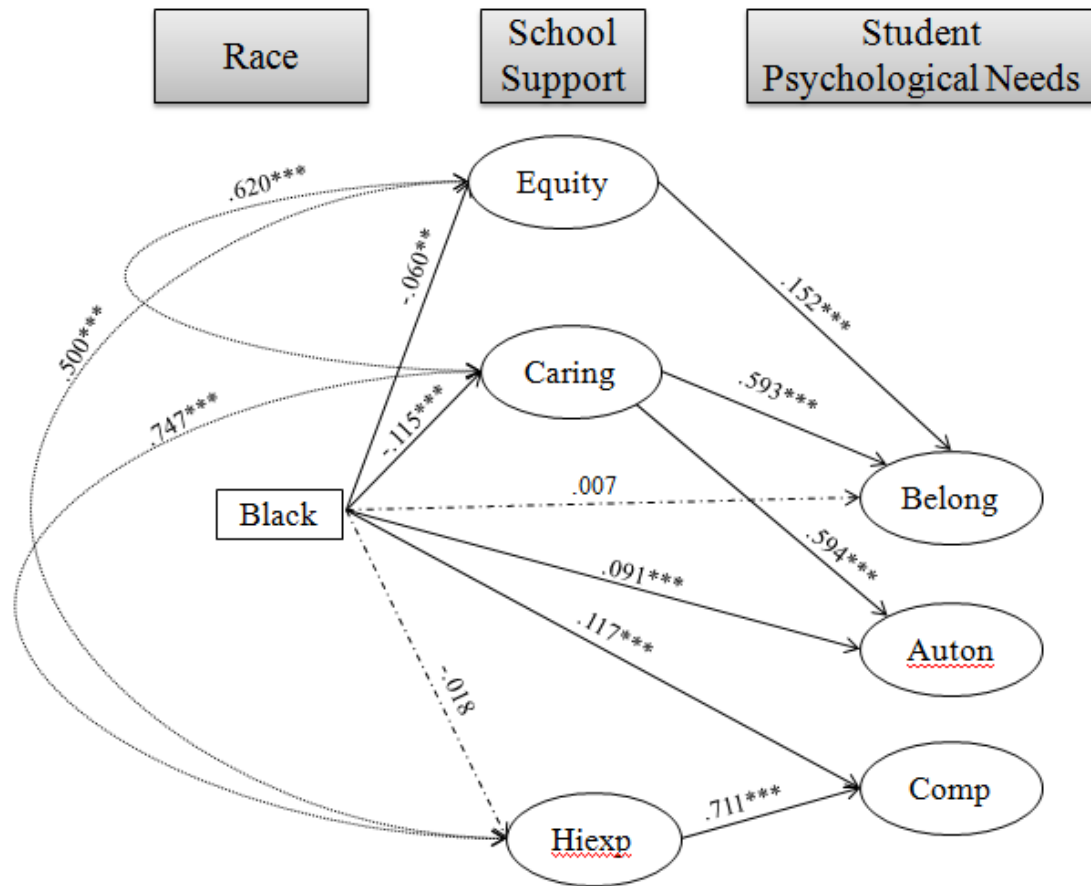 Race
School
Support
Student
Psychological Needs
.620***
Equity
-.060**
.152***
.500***
Caring
.593***
.747***
-.115***
.007
Belong
Black
.594***
.091***
.117***
Auton
-.018
Comp
.711***
Hiexp